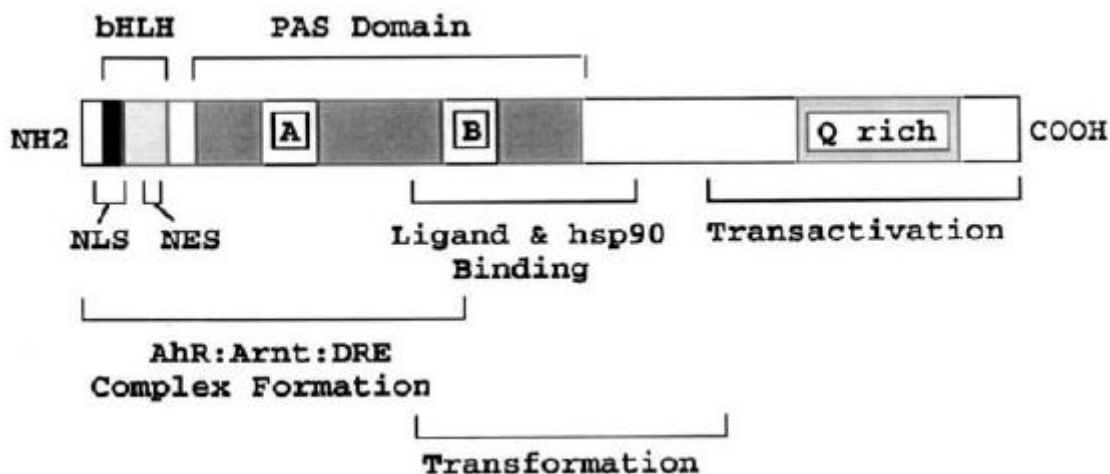 bHLH PAS Domain
NH2 A B Q rich COOH
NLS NES
Ligand & hsp90
Binding
Transactivation
AhR:Arnt:DRE
Complex Formation
Transformation